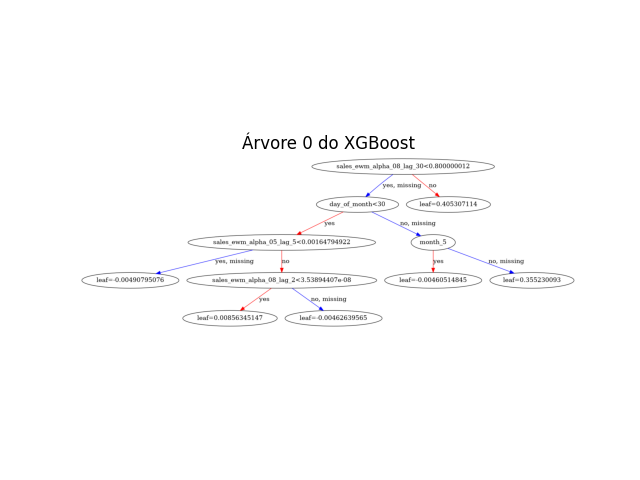 Árvore 0 do XGBoost
sales_ewm_alpha_08_lag_30<0.800000012
yes, missing
no
day_of_month<30
leaf=0.405307114
yes
no, missing
sales_ewm_alpha_05_lag_5<0.00164794922
month_5
yes, missing
no
yes
no, missing
leaf=-0.00490795076
sales_ewm_alpha_08_lag_2<3.53894407e-08
leaf=-0.00460514845
leaf=0.355230093
yes
no, missing
leaf=0.00856345147
leaf=-0.00462639565